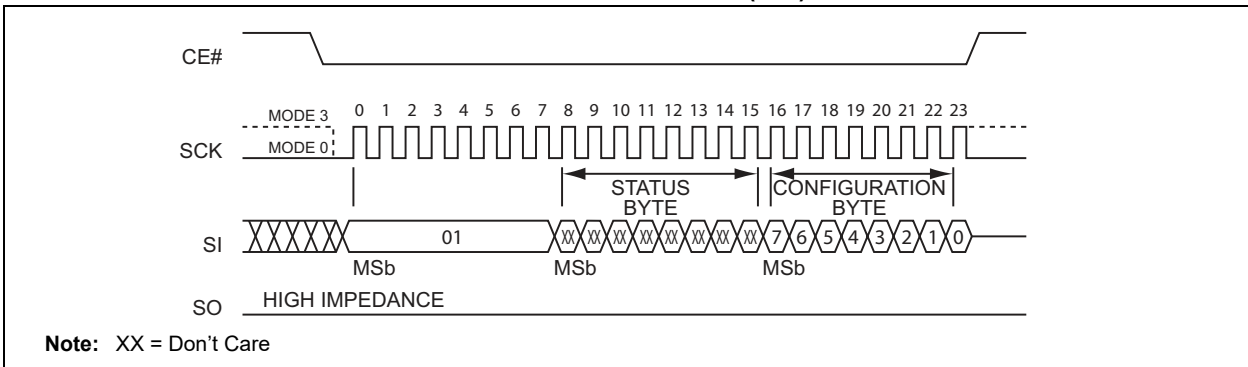 CE#
MODE 3
0 1 2 3 4 5 6 7 8 9 10 11 12 13 14 15 16 17 18 19 20 21 22 23
SCK
MODE 0
STATUS BYTE
CONFIGURATION BYTE
SI
01
XX XX XX XX XX XX XX XX 7 6 5 4 3 2 1 0
MSb
MSb
MSb
SO
HIGH IMPEDANCE
Note: XX = Don't Care